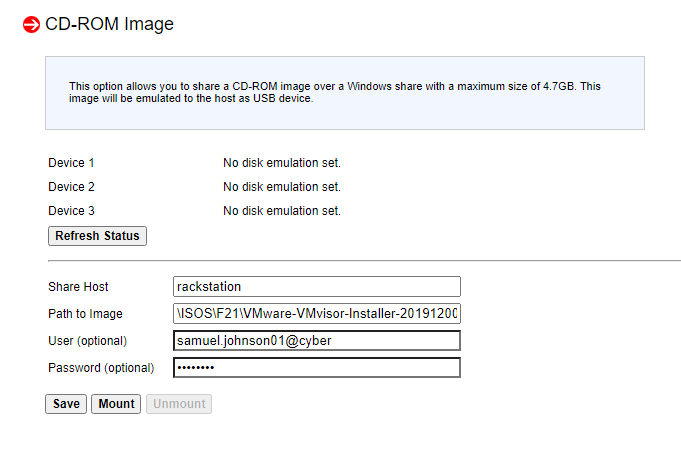 CD-ROM Image
This option allows you to share a CD-ROM image over a Windows share with a maximum size of 4.7GB. This
image will be emulated to the host as USB device.
Device 1 No disk emulation set.
Device 2 No disk emulation set.
Device 3 No disk emulation set.
Refresh Status
Share Host rackstation
Path to Image \ISOS\F21\VMware-VMvisor-Installer-20191200
User (optional) samuel.johnson01@cyber
Password (optional) ••••••••
Save Mount Unmount